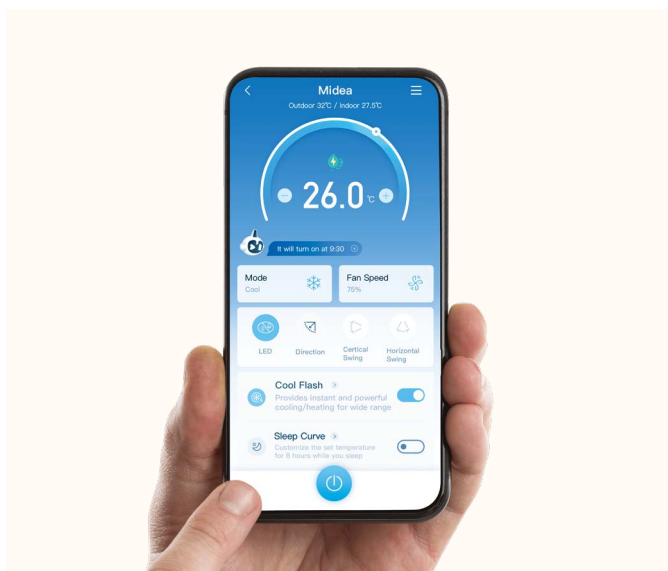 Midea
Outdoor 32℃ / Indoor 27.5℃
26.0 ℃
It will turn on at 9:30
Mode
Cool
Fan Speed
75%
LED
Direction
Certical
Swing
Horizontal
Swing
Cool Flash
Provides instant and powerful
cooling/heating for wide range
Sleep Curve
Customize the set temperature
for 8 hours while you sleep